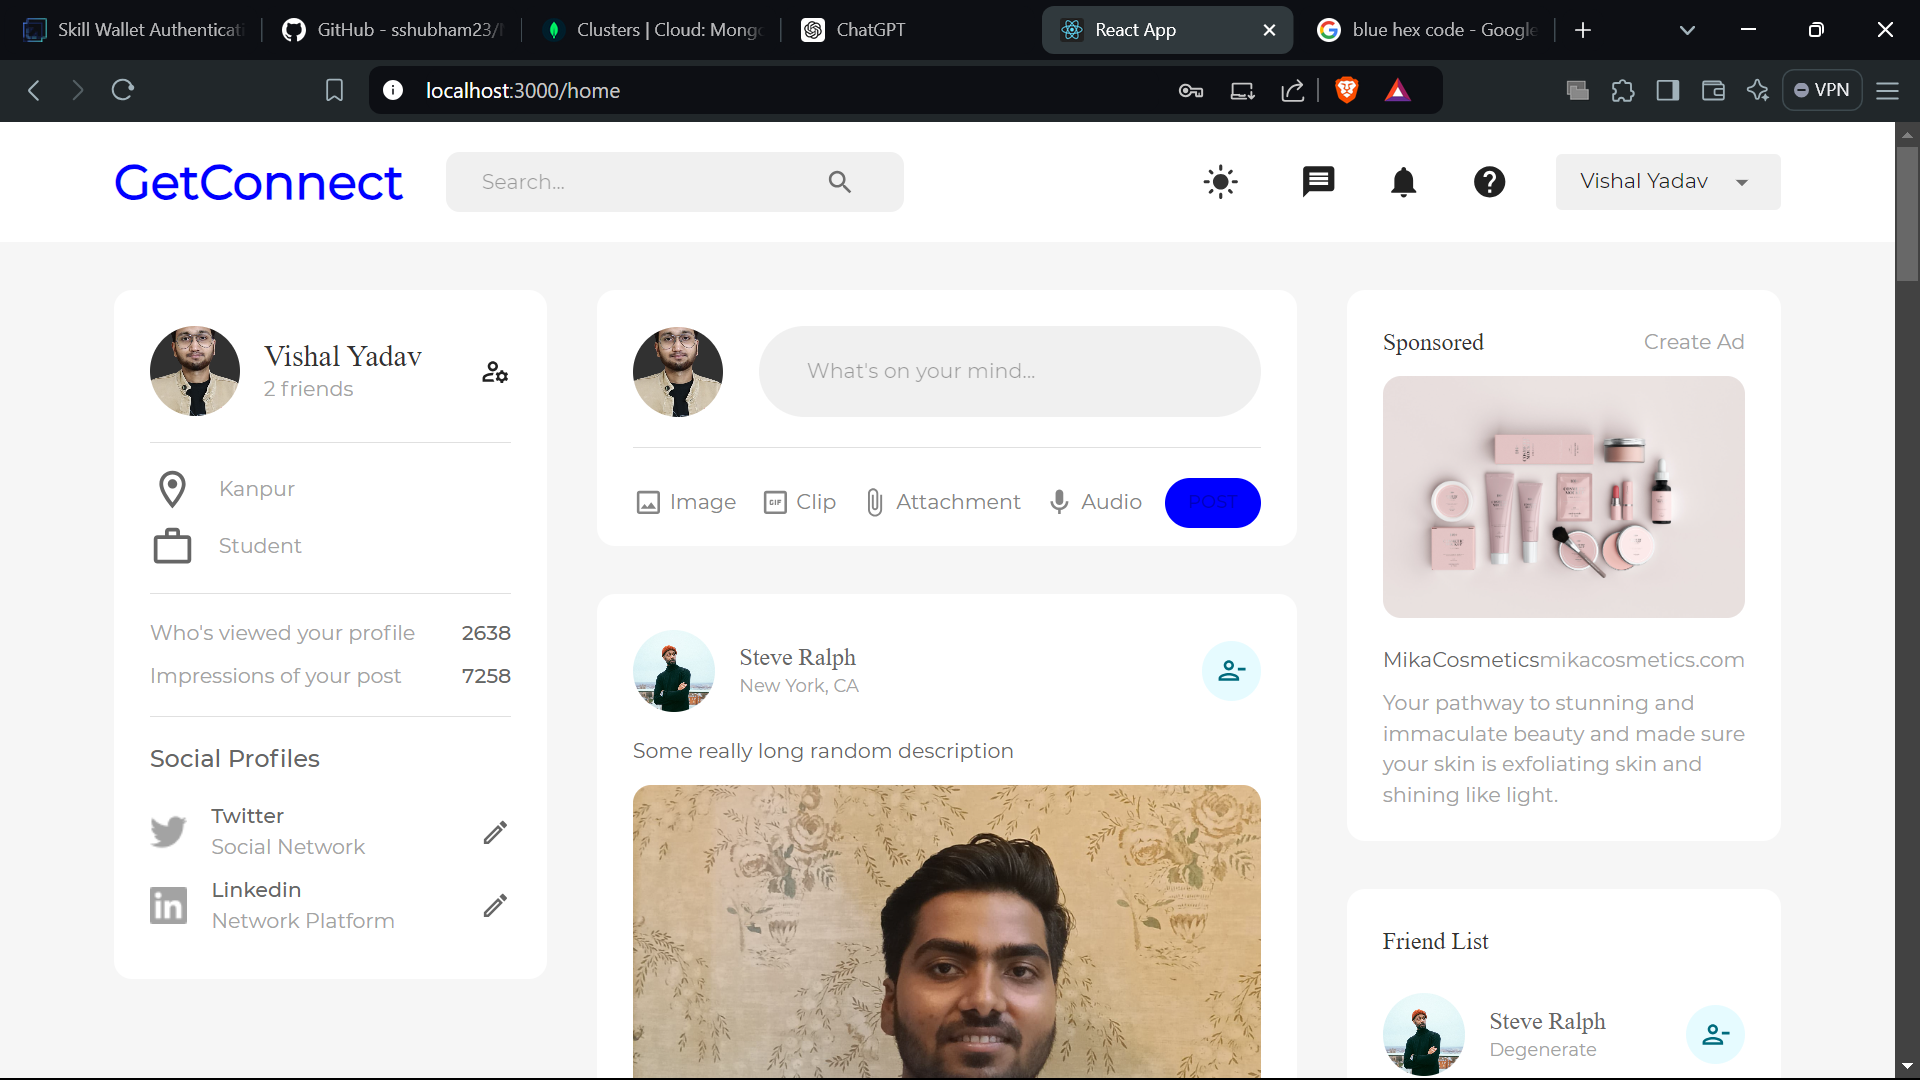 Skill Wallet Authenticati
GitHub - sshubham23/
Clusters | Cloud: Mong
ChatGPT
React App
blue hex code - Google
localhost:3000/home
VPN
GetConnect
Search...
Vishal Yadav
Vishal Yadav
2 friends
Kanpur
Student
Who's viewed your profile 2638
Impressions of your post 7258
Social Profiles
Twitter
Social Network
Linkedin
Network Platform
What's on your mind...
Image
GIF
Clip
Attachment
Audio
POST
Steve Ralph
New York, CA
Some really long random description
Sponsored
Create Ad
MikaCosmetics
mikacosmetics.com
Your pathway to stunning and
immaculate beauty and made sure
your skin is exfoliating skin and
shining like light.
Friend List
Steve Ralph
Degenerate